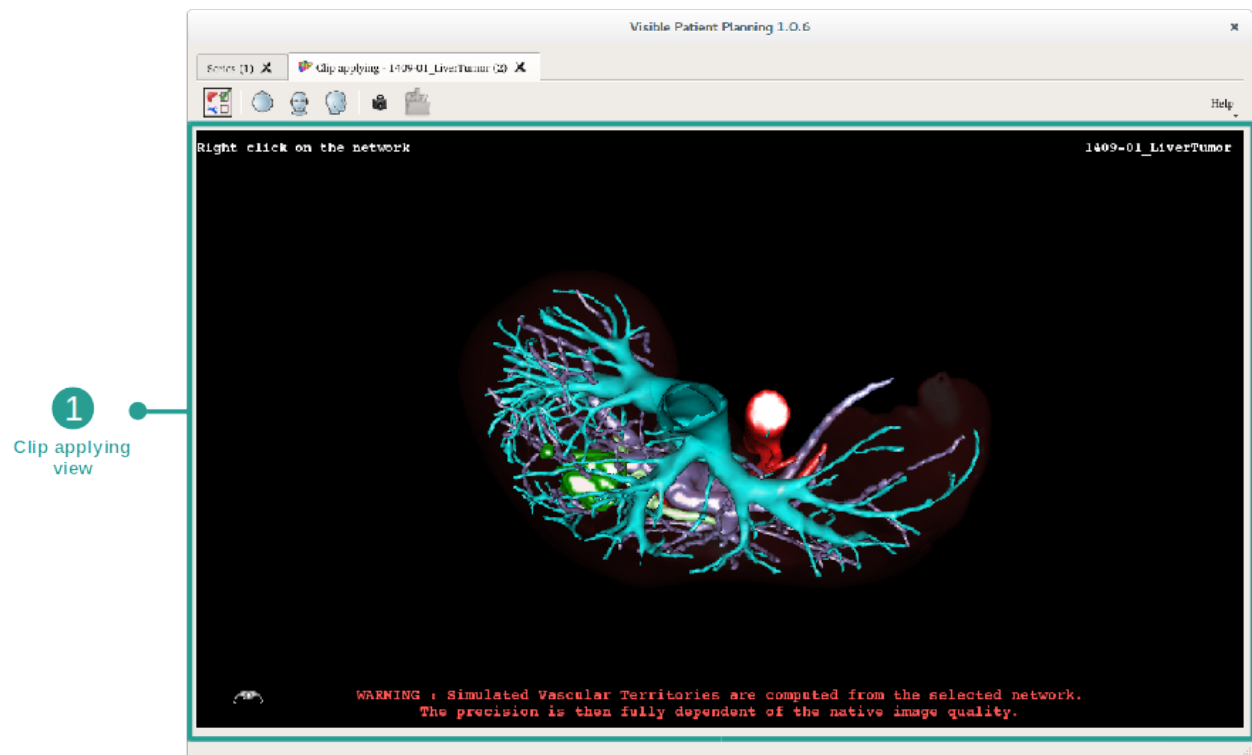 Visible Patient Planning 1.0.6
Series (1)
Clip applying - 1409-01_LiverTumor (2)
Help
Right click on the network
1409-01_LiverTumor
1
Clip applying
view
WARNING : Simulated Vascular Territories are computed from the selected network.
The precision is then fully dependent of the native image quality.